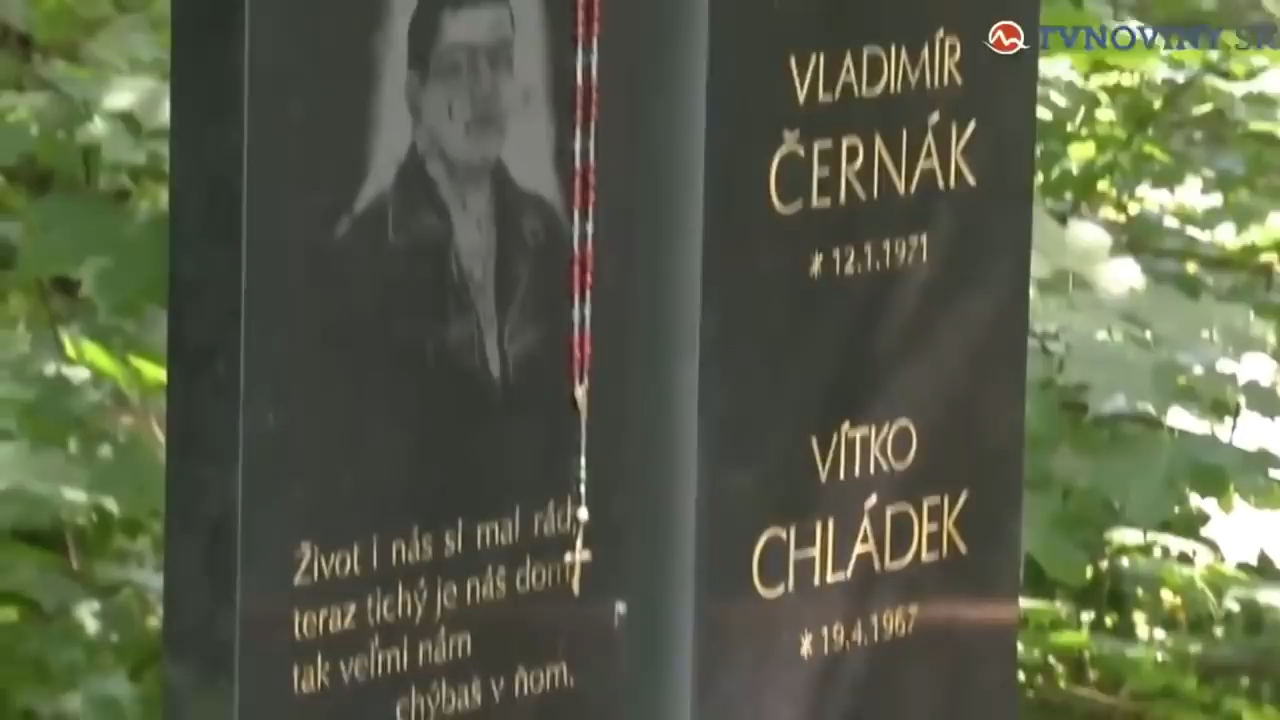 TVNOVINY SK
VLADIMÍR
ČERNÁK
* 12.1.1971
VÍTKO
CHLÁDEK
* 19.4.1967
Život i nás si mal rád,
teraz tichý je náš dom
tak veľmi nám
chýbaš v ňom.